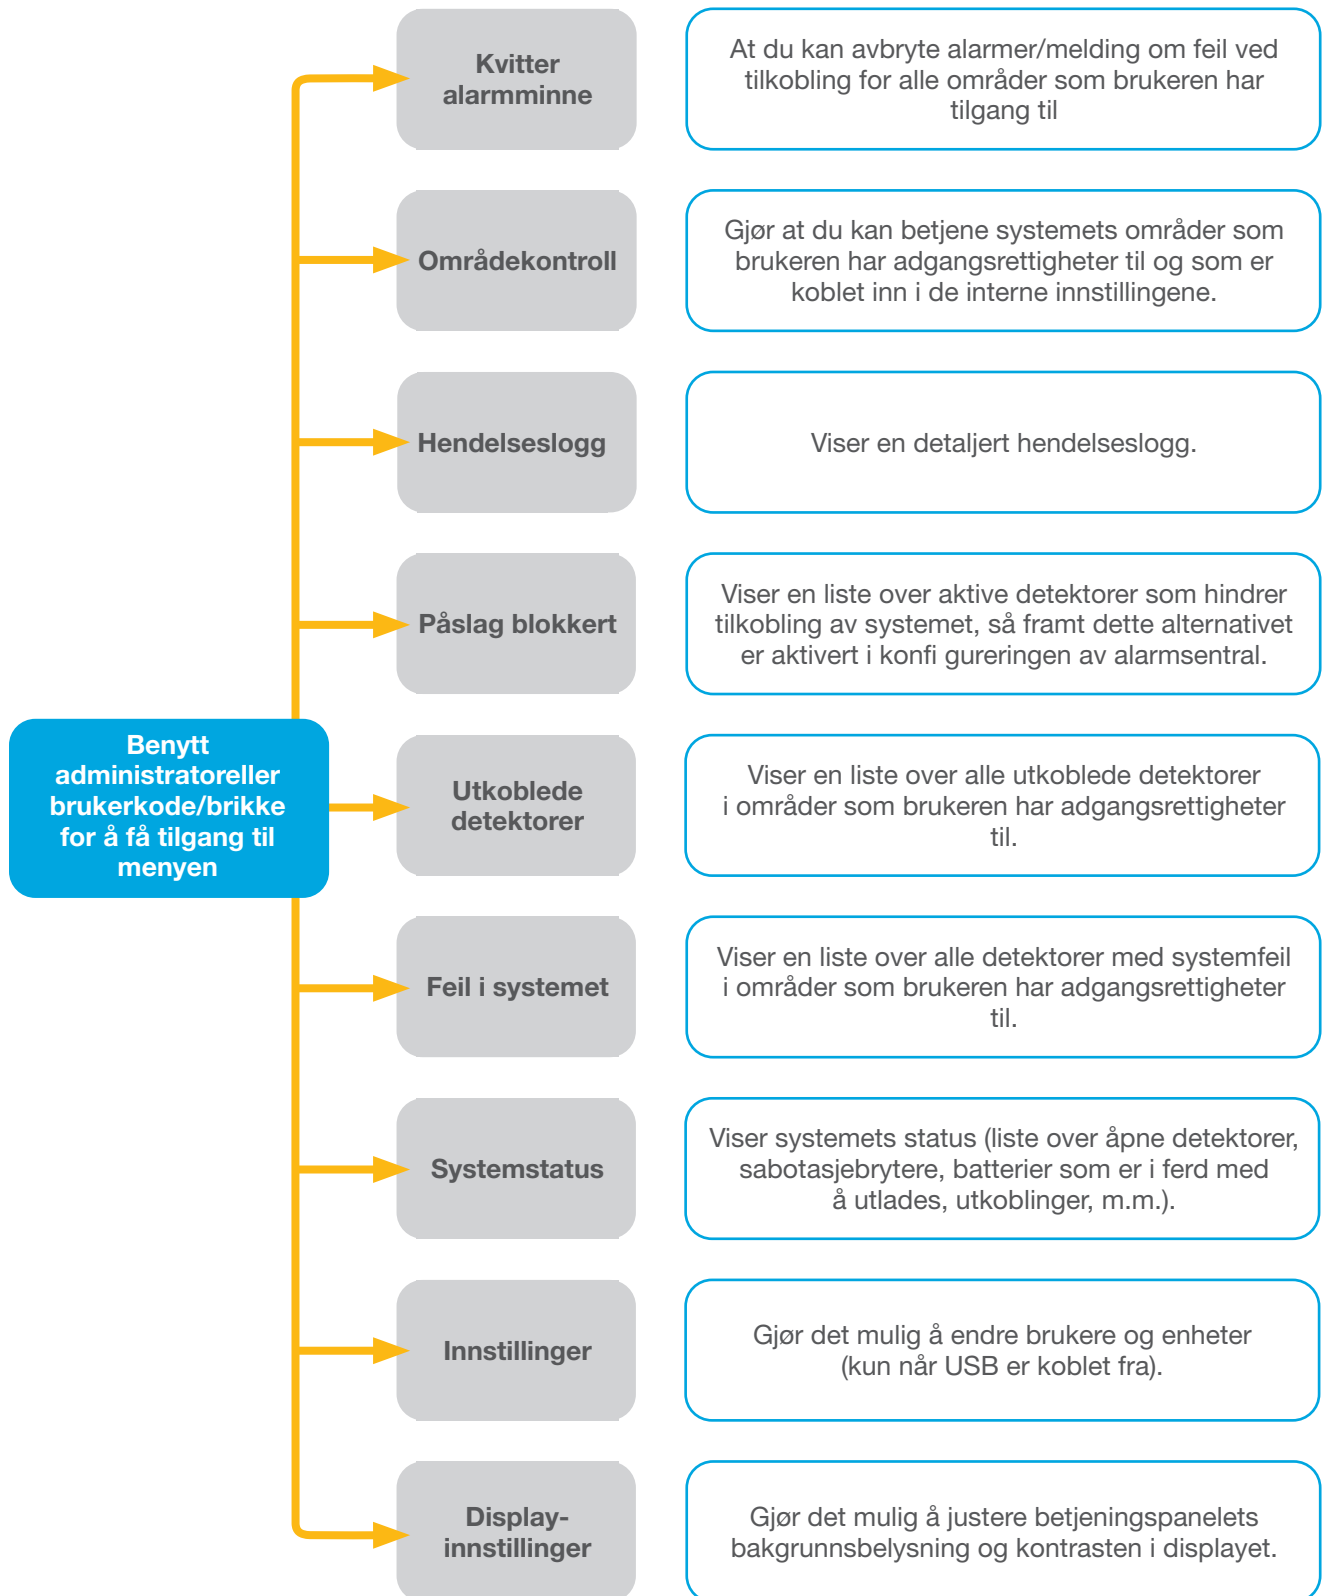 Kvitter
alarmminne
At du kan avbryte alarmer/melding om feil ved
tilkobling for alle områder som brukeren har
tilgang til
Områdekontroll
Gjør at du kan betjene systemets områder som
brukeren har adgangsrettigheter til og som er
koblet inn i de interne innstillingene.
Hendelseslogg
Viser en detaljert hendelseslogg.
Påslag blokkert
Viser en liste over aktive detektorer som hindrer
tilkobling av systemet, så framt dette alternativet
er aktivert i konfi gureringen av alarmsentral.
Benytt
administratoreller
brukerkode/brikke
for å få tilgang til
menyen
Utkoblede
detektorer
Viser en liste over alle utkoblede detektorer
i områder som brukeren har adgangsrettigheter
til.
Feil i systemet
Viser en liste over alle detektorer med systemfeil
i områder som brukeren har adgangsrettigheter
til.
Systemstatus
Viser systemets status (liste over åpne detektorer,
sabotasjebrytere, batterier som er i ferd med
å utlades, utkoblinger, m.m.).
Innstillinger
Gjør det mulig å endre brukere og enheter
(kun når USB er koblet fra).
Display-
innstillinger
Gjør det mulig å justere betjeningspanelets
bakgrunnsbelysning og kontrasten i displayet.